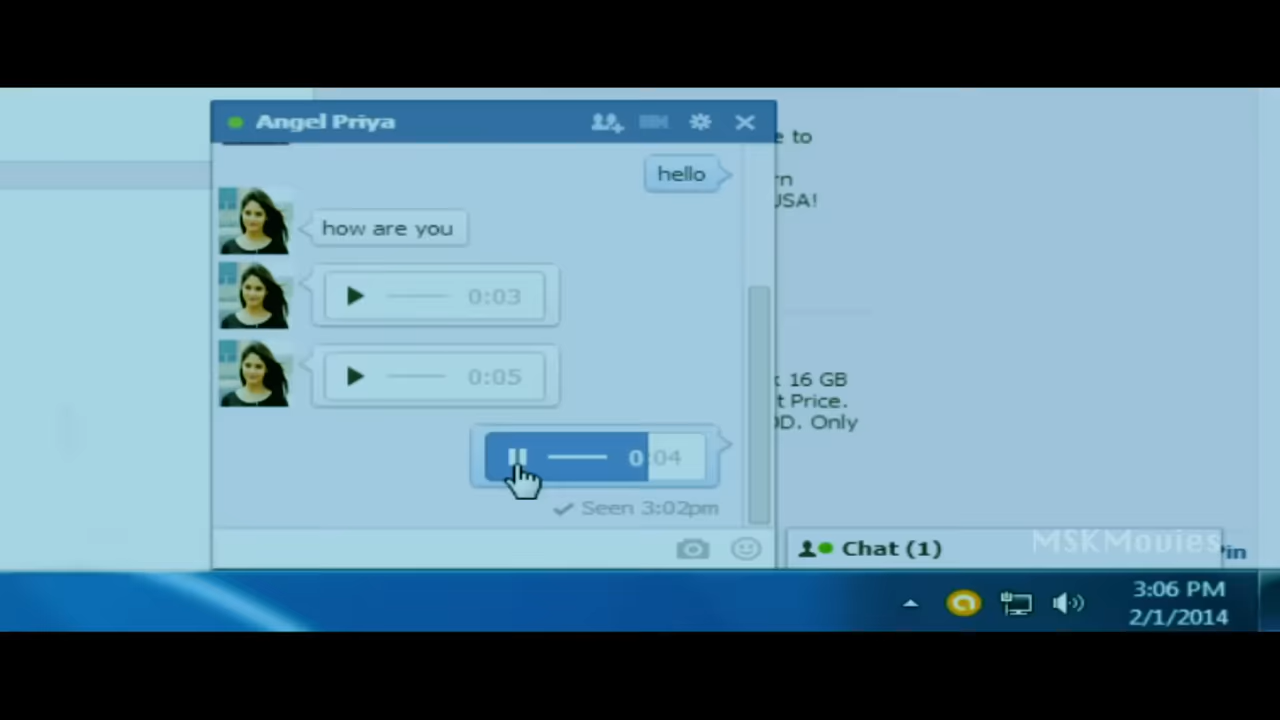 Angel Priya
e to
hello
rn
USA!
how are you
0:03
16 GB
0:05
t Price.
D. Only
0:04
Seen 3:02pm
Chat (1)
MSKMovies
in
3:06 PM
2/1/2014